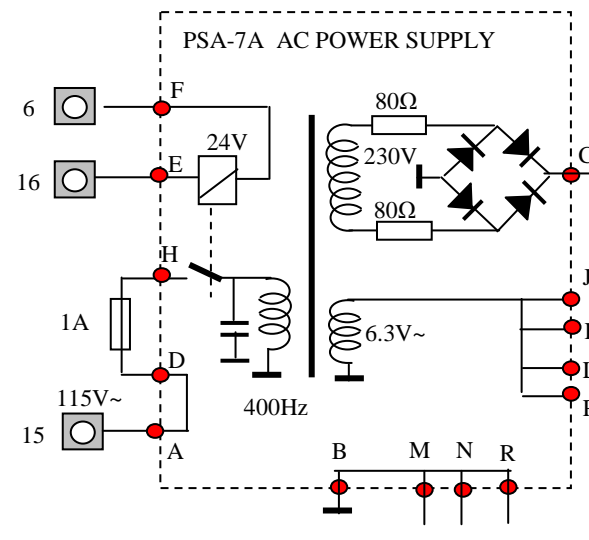 PSA-7A AC POWER SUPPLY
F
6
24V
80Ω
230V
E
16
C
80Ω
H
J
1A
6.3V~
D
115V~
400Hz
15
A
B M N R